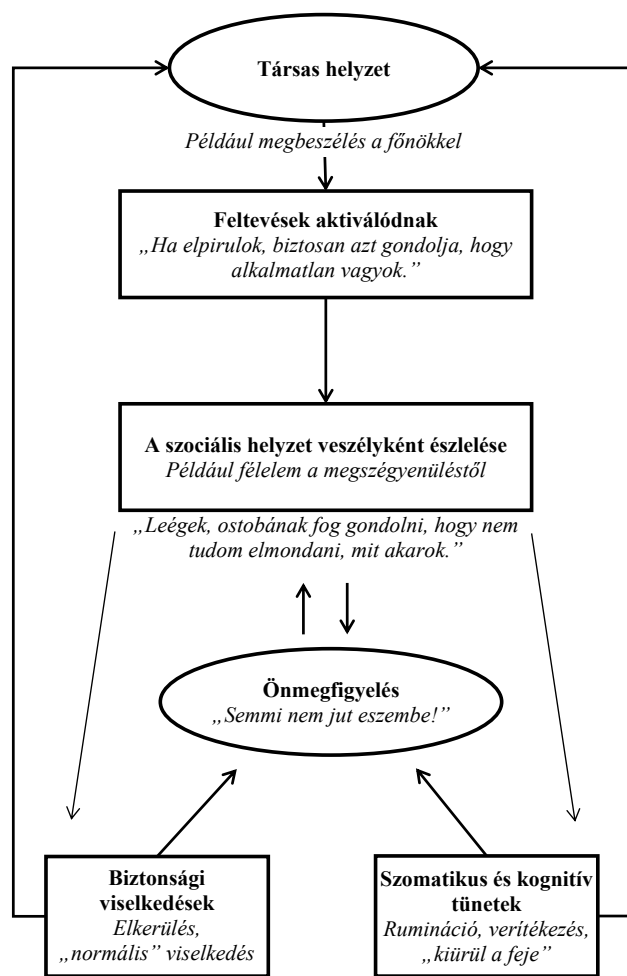 Társas helyzet
Például megbeszélés a főnökkel
Feltevések aktiválódnak
„Ha elpirulok, biztosan azt gondolja, hogy
alkalmatlan vagyok.”
A szociális helyzet veszélyként észlelése
Például félelem a megszégyenüléstől
„Leégek, ostobának fog gondolni, hogy nem
tudom elmondani, mit akarok.”
Önmegfigyelés
„Semmi nem jut eszembe!”
Biztonsági
viselkedések
Elkerülés,
„normális” viselkedés
Szomatikus és kognitív
tünetek
Rumináció, verítékezés,
„kiürül a feje”